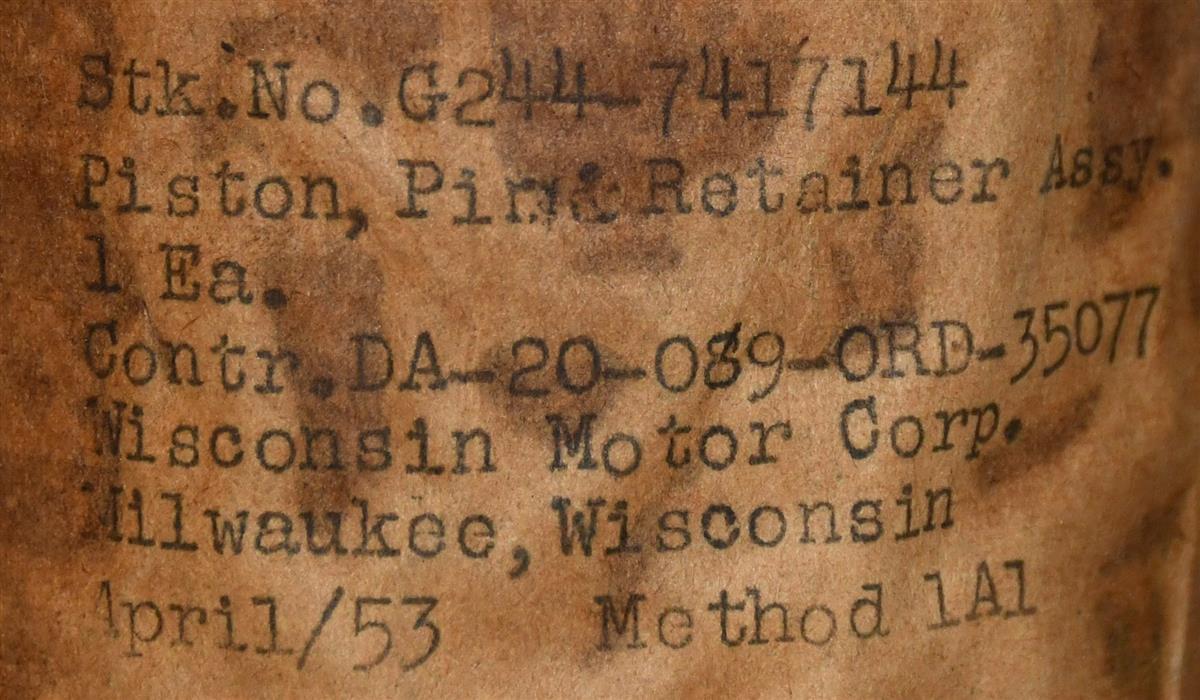 Stk.No.G244-7417144
Piston, Pin& Retainer Assy.
1 Ea.
Contr.DA-20-089-ORD-35077
Wisconsin Motor Corp.
Milwaukee, Wisconsin
April/53 Method 1A1